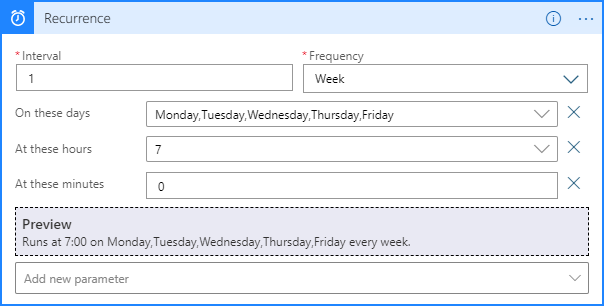 Recurrence
* Interval
* Frequency
1
Week
On these days
Monday,Tuesday,Wednesday,Thursday,Friday
At these hours
7
At these minutes
0
Preview
Runs at 7:00 on Monday,Tuesday,Wednesday,Thursday,Friday every week.
Add new parameter